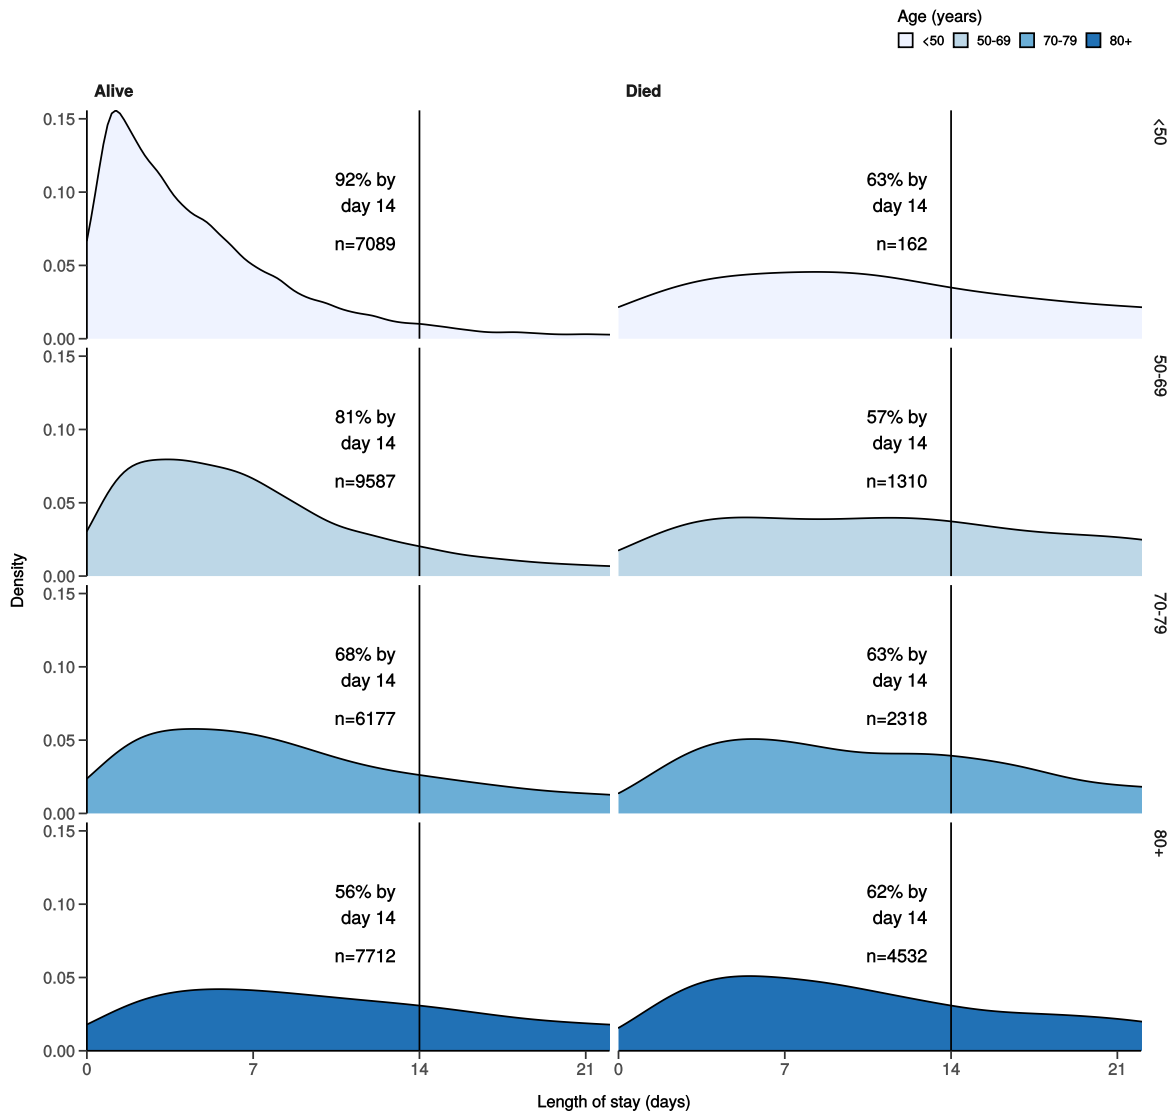 Age (years)
<50 50-69 70-79 80+
Alive Died
0.15
0.10
0.05
0.00
92% by
day 14
n=7089
63% by
day 14
n=162
<50
0.15
0.10
0.05
0.00
81% by
day 14
n=9587
57% by
day 14
n=1310
50-69
0.15
0.10
0.05
0.00
68% by
day 14
n=6177
63% by
day 14
n=2318
70-79
0.15
0.10
0.05
0.00
56% by
day 14
n=7712
62% by
day 14
n=4532
80+
Density
0 7 14 21 0 7 14 21
Length of stay (days)